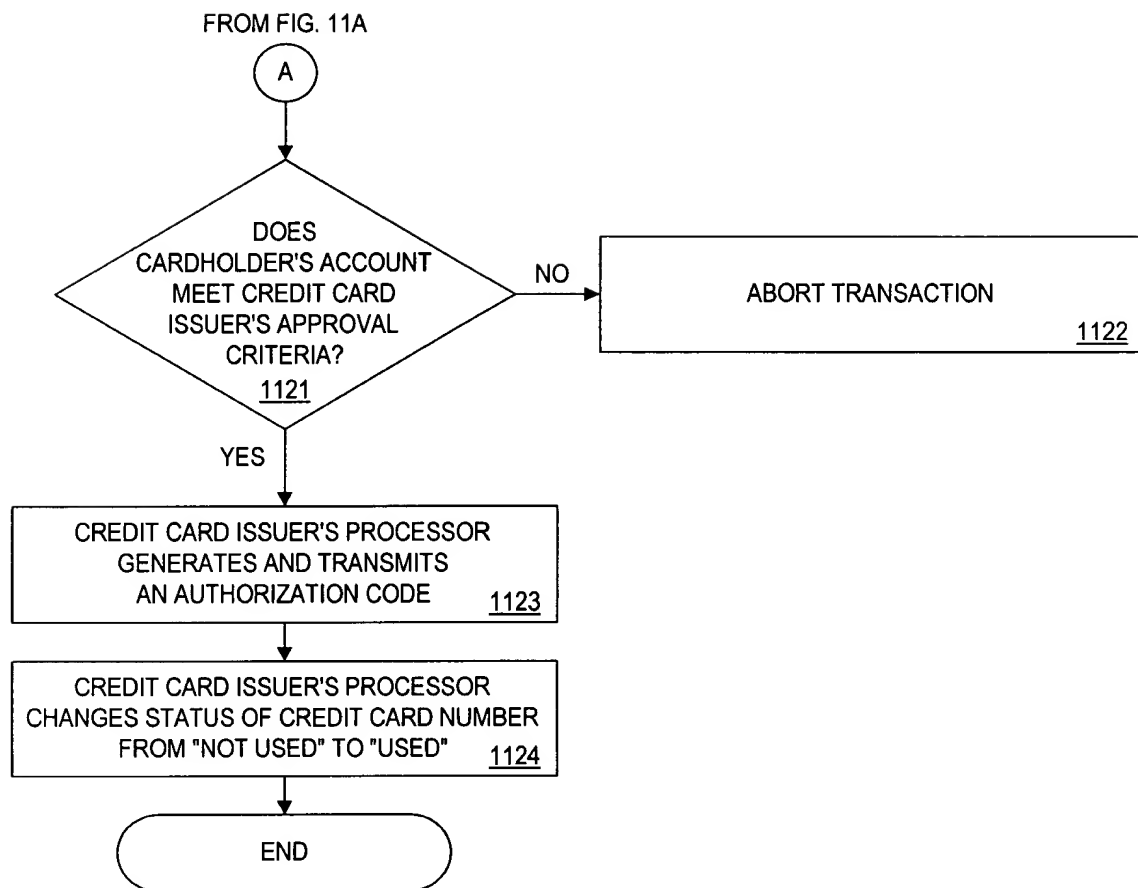 FROM FIG. 11A
A
DOES
CARDHOLDER'S ACCOUNT
MEET CREDIT CARD
ISSUER'S APPROVAL
CRITERIA?
1121
NO
ABORT TRANSACTION
1122
YES
CREDIT CARD ISSUER'S PROCESSOR
GENERATES AND TRANSMITS
AN AUTHORIZATION CODE
1123
CREDIT CARD ISSUER'S PROCESSOR
CHANGES STATUS OF CREDIT CARD NUMBER
FROM "NOT USED" TO "USED"
1124
END